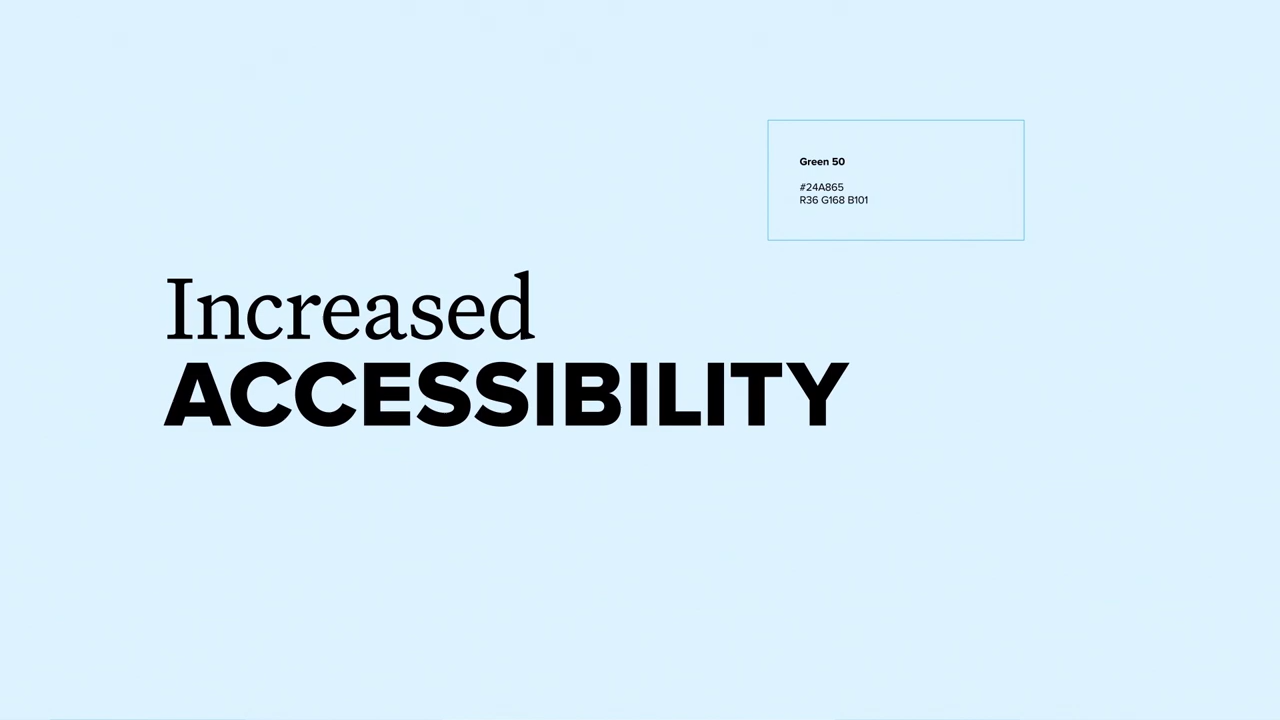 Green 50
#24A865
R36 G168 B101
Increased
ACCESSIBILITY